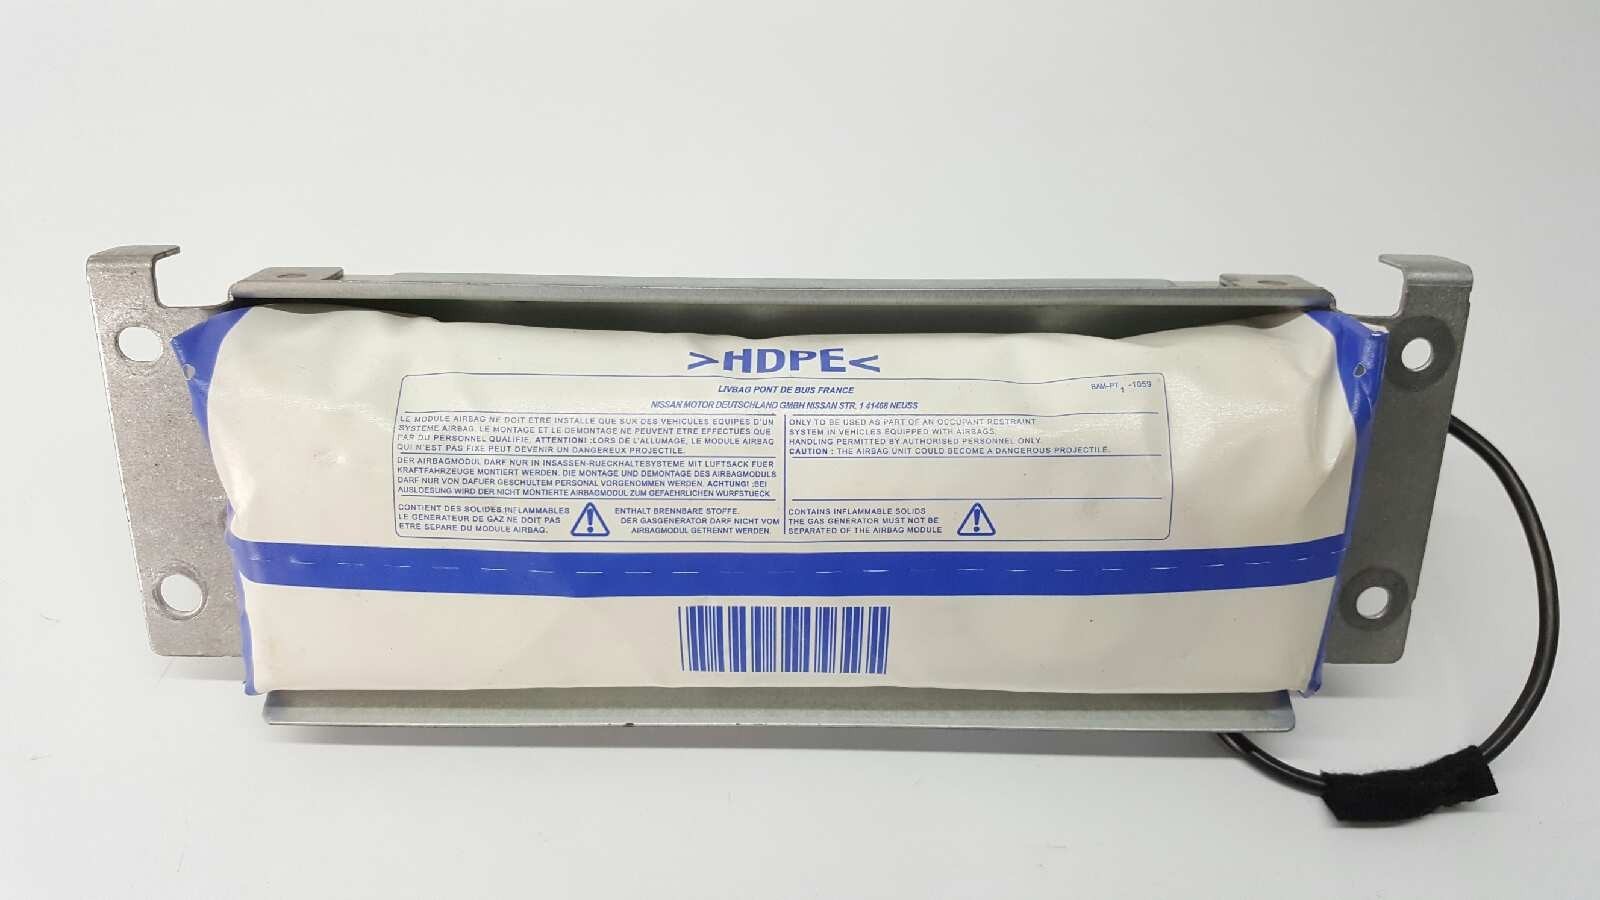 >HDPE<
LIVBAG PONT DE BUIS FRANCE
BAM-PT 1 -1059
NISSAN MOTOR DEUTSCHLAND GMBH NISSAN STR, 1 41468 NEUSS
LE MODULE AIRBAG NE DOIT ETRE INSTALLE QUE SUR DES VEHICULES EQUIPES D'UN
SYSTEME AIRBAG. LE MONTAGE ET LE DEMONTAGE NE PEUVENT ETRE EFFECTUES QUE
PAR DU PERSONNEL QUALIFIE. ATTENTION! :LORS DE L'ALLUMAGE, LE MODULE AIRBAG
QUI N'EST PAS FIXE PEUT DEVENIR UN DANGEREUX PROJECTILE.
DER AIRBAGMODUL DARF NUR IN INSASSEN-RUECKHALTESYSTEME MIT LUFTSACK FUER
KRAFTFAHRZEUGE MONTIERT WERDEN. DIE MONTAGE UND DEMONTAGE DES AIRBAGMODULS
DARF NUR VON DAFUER GESCHULTEM PERSONAL VORGENOMMEN WERDEN. ACHTUNG! :BEI
AUSLOESUNG WIRD DER NICHT MONTIERTE AIRBAGMODUL ZUM GEFAEHRLICHEN WURFSTUECK
ONLY TO BE USED AS PART OF AN OCCUPANT RESTRAINT
SYSTEM IN VEHICLES EQUIPPED WITH AIRBAGS.
HANDLING PERMITTED BY AUTHORISED PERSONNEL ONLY.
CAUTION : THE AIRBAG UNIT COULD BECOME A DANGEROUS PROJECTILE.
CONTIENT DES SOLIDES INFLAMMABLES
LE GENERATEUR DE GAZ NE DOIT PAS
ETRE SEPARE DU MODULE AIRBAG.
ENTHALT BRENNBARE STOFFE.
DER GASGENERATOR DARF NICHT VOM
AIRBAGMODUL GETRENNT WERDEN.
CONTAINS INFLAMMABLE SOLIDS
THE GAS GENERATOR MUST NOT BE
SEPARATED OF THE AIRBAG MODULE